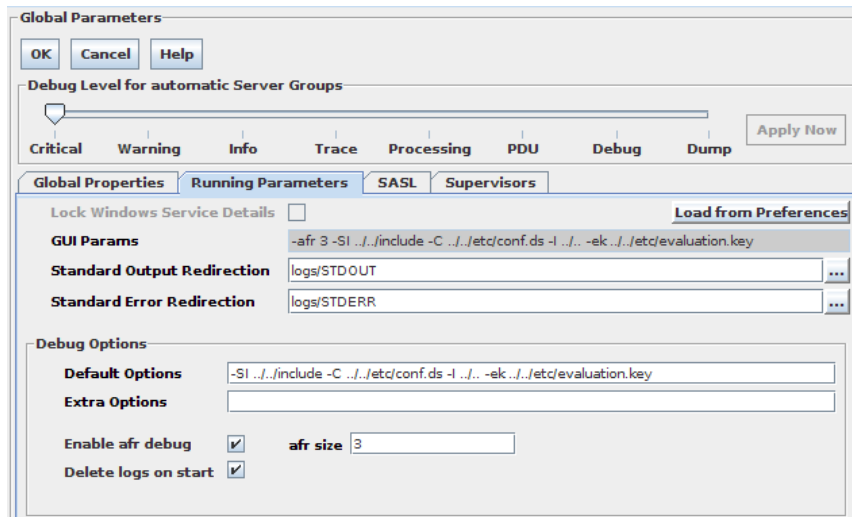 Global Parameters
OK Cancel Help
Debug Level for automatic Server Groups
Critical Warning Info Trace Processing PDU Debug Dump Apply Now
Global Properties Running Parameters SASL Supervisors
Lock Windows Service Details Load from Preferences
GUI Params -afr 3 -SI ../../include -C ../../etc/conf.ds -I ../.. -ek ../../etc/evaluation.key
Standard Output Redirection logs/STDOUT ...
Standard Error Redirection logs/STDERR ...
Debug Options
Default Options -SI ../../include -C ../../etc/conf.ds -I ../.. -ek ../../etc/evaluation.key
Extra Options
Enable afr debug afr size 3
Delete logs on start